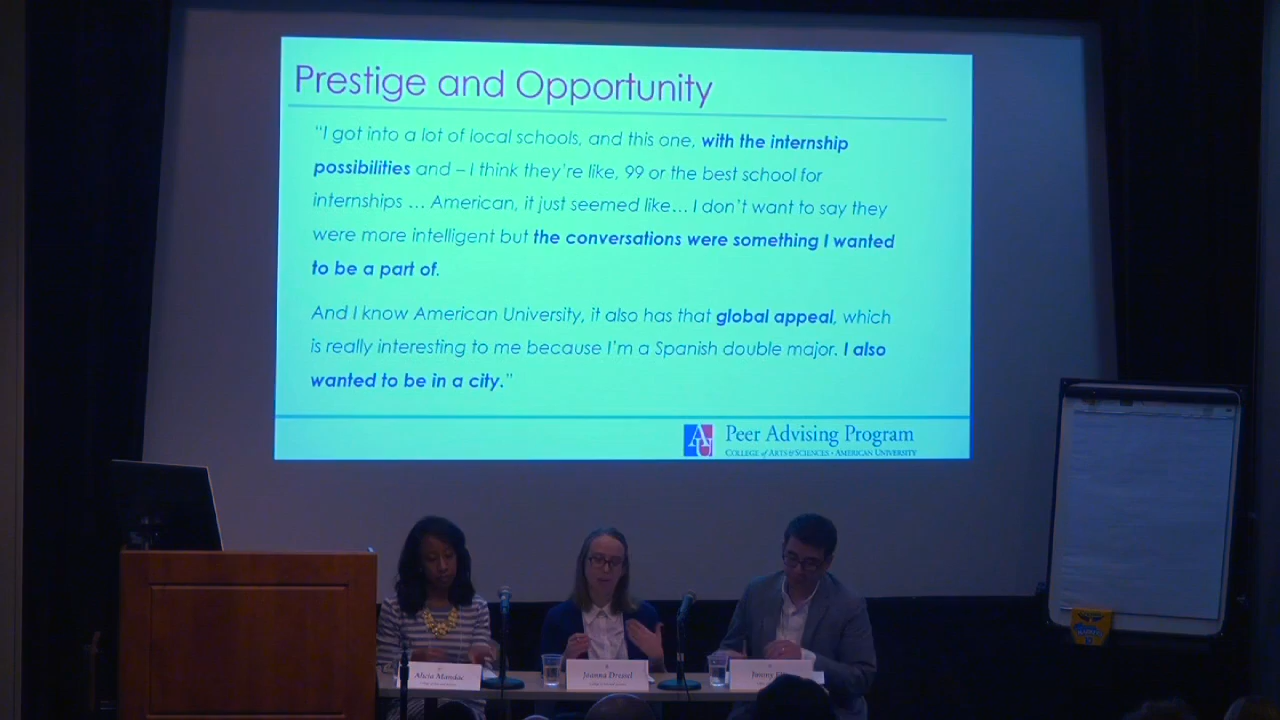 Prestige and Opportunity
“I got into a lot of local schools, and this one, with the internship
possibilities and – I think they’re like, 99 or the best school for
internships … American, it just seemed like… I don’t want to say they
were more intelligent but the conversations were something I wanted
to be a part of.
And I know American University, it also has that global appeal, which
is really interesting to me because I’m a Spanish double major. I also
wanted to be in a city.”
AU
Peer Advising Program
COLLEGE of ARTS & SCIENCES • AMERICAN UNIVERSITY
Joanna Dressel